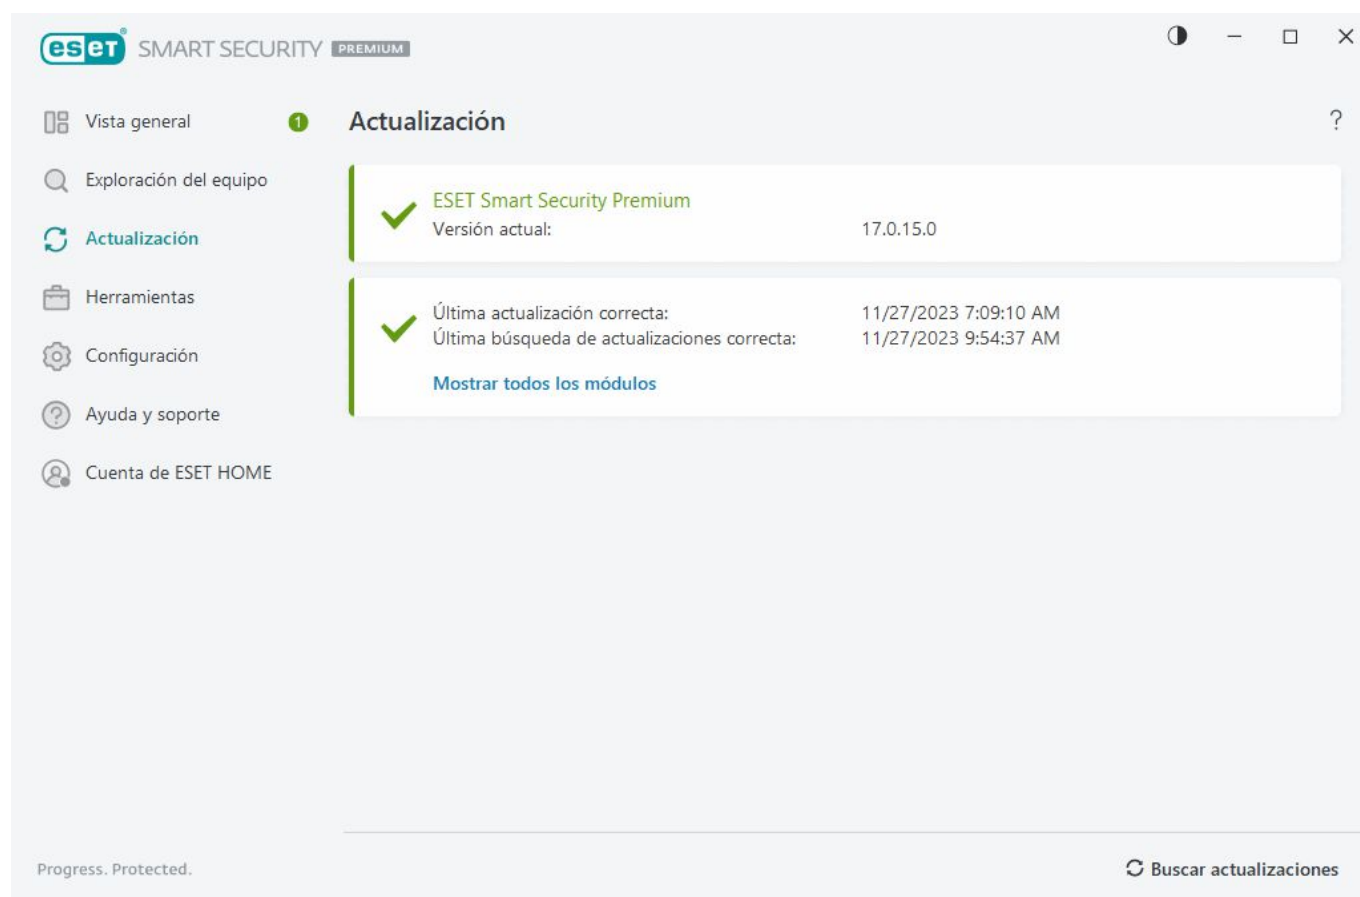 eset® SMART SECURITY PREMIUM
Vista general 1
Exploración del equipo
Actualización
Herramientas
Configuración
Ayuda y soporte
Cuenta de ESET HOME
Actualización ?
ESET Smart Security Premium
Versión actual: 17.0.15.0
Última actualización correcta: 11/27/2023 7:09:10 AM
Última búsqueda de actualizaciones correcta: 11/27/2023 9:54:37 AM
Mostrar todos los módulos
Progress. Protected.
Buscar actualizaciones